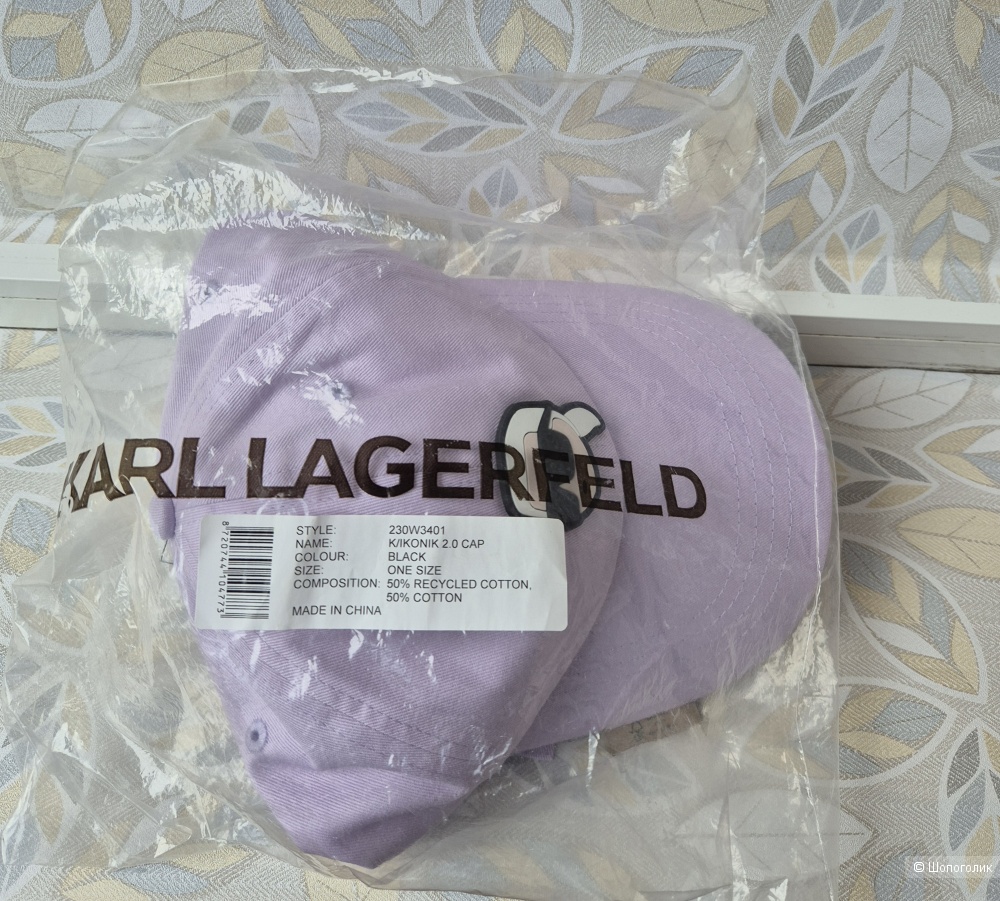 KARL LAGERFELD
STYLE: 230W3401
NAME: K/IKONIK 2.0 CAP
COLOUR: BLACK
SIZE: ONE SIZE
COMPOSITION: 50% RECYCLED COTTON,
50% COTTON
MADE IN CHINA
8720744104773
© Шопоголик